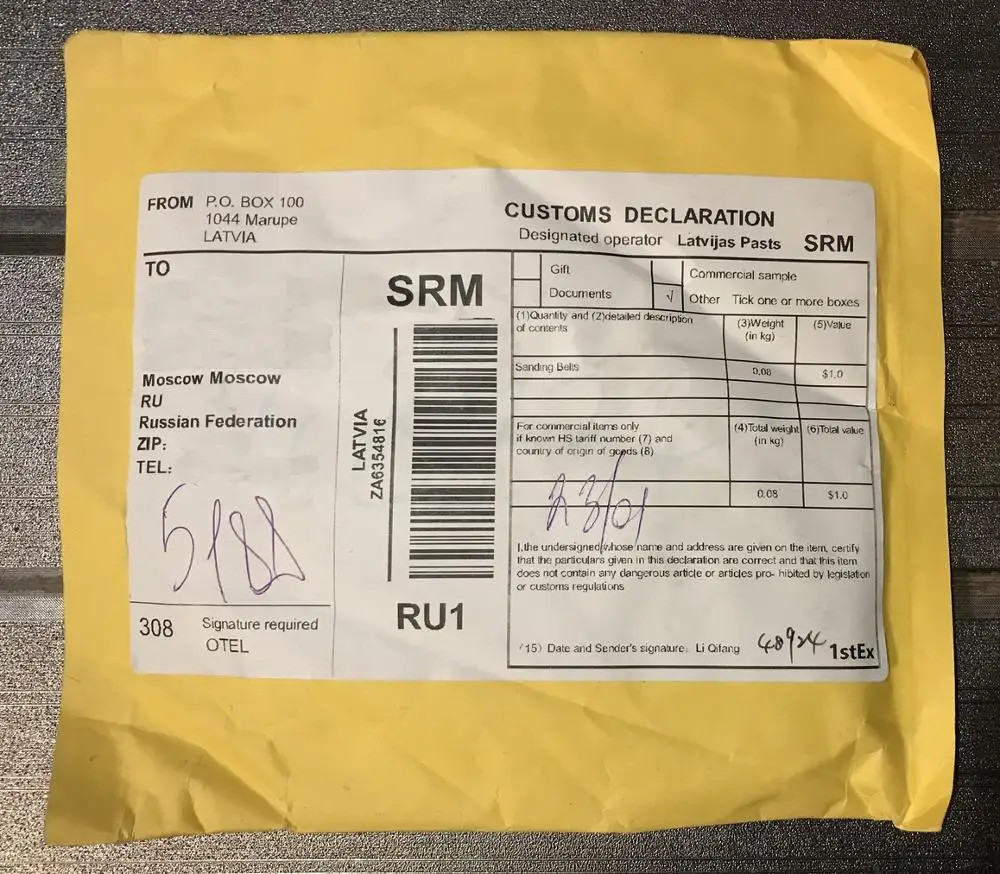 FROM P.O. BOX 100
1044 Marupe
LATVIA
CUSTOMS DECLARATION
Designated operator Latvijas Pasts SRM
TO
Moscow Moscow
RU
Russian Federation
ZIP:
TEL:
5188
308 Signature required
OTEL
SRM
LATVIA
ZA6354816
RU1
Gift
Commercial sample
Documents
√ Other Tick one or more boxes
(1)Quantity and (2)detailed description
of contents
(3)Weight
(in kg)
(5)Value
Sanding Belts 0.08 $1.0
For commercial items only
if known HS tariff number (7) and
country of origin of goods (8)
(4)Total weight
(in kg)
(6)Total value
0.08 $1.0
23/01
I,the undersigned,whose name and address are given on the item, certify
that the particulars given in this declaration are correct and that this item
does not contain any dangerous article or articles pro- hibited by legistation
or customs regulations
(15) Date and Sender's signature: Li Qifang
1stEx